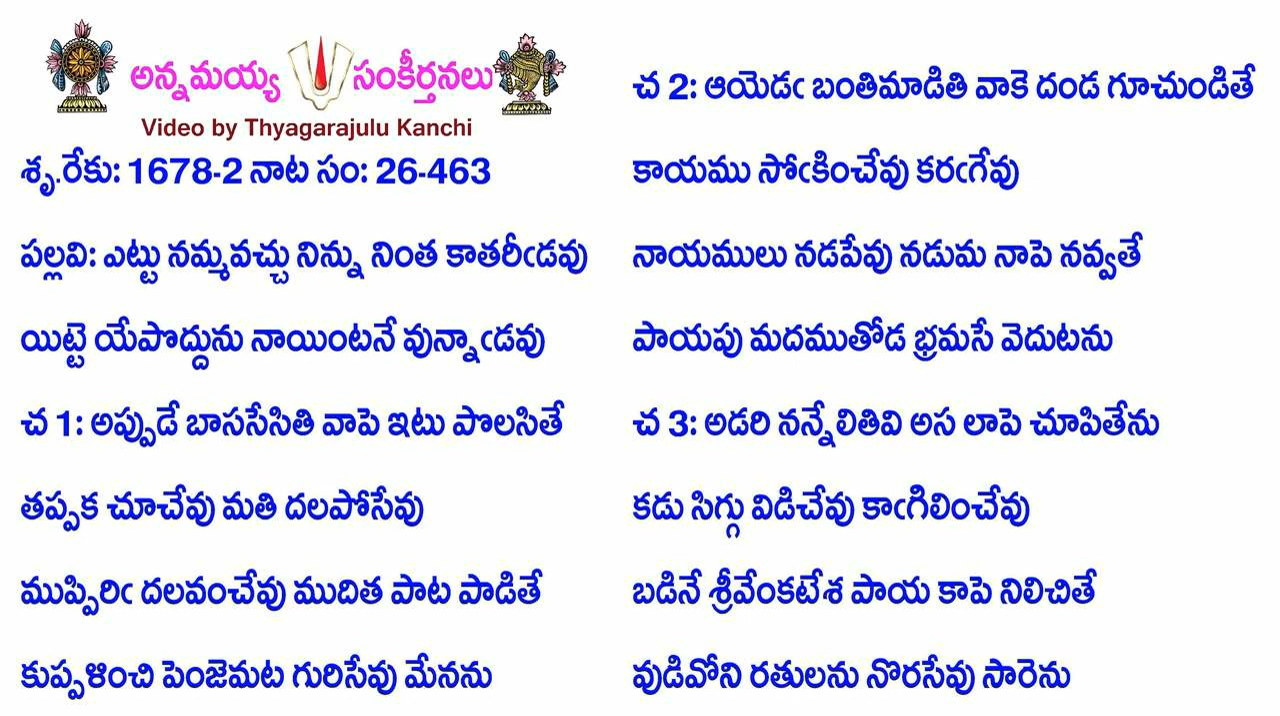 అన్నమయ్య సంకీర్తనలు
Video by Thyagarajulu Kanchi
శృ.రేకు: 1678-2 నాట సం: 26-463
పల్లవి: ఎట్టు నమ్మవచ్చు నిన్ను నింత కాతరీఁడవు
యిట్టె యేపొద్దును నాయింటనే వున్నాఁడవు
చ 1: అప్పుడే బాససేసితి వాపె ఇటు పొలసితే
తప్పక చూచేవు మతి దలపోసేవు
ముప్పిరిఁ దలవంచేవు ముదిత పాట పాడితే
కుప్పళించి పెంజెమట గురిసేవు మేనను
చ 2: ఆయెడఁ బంతిమాడితి వాకె దండ గూచుండితే
కాయము సోఁకించేవు కరఁగేవు
నాయములు నడపేవు నడుమ నాపె నవ్వతే
పాయపు మదముతోడ భ్రమసే వెదుటను
చ 3: అడరి నన్నేలితివి అస లాపె చూపితేను
కడు సిగ్గు విడిచేవు కాఁగిలించేవు
బడినే శ్రీవేంకటేశ పాయ కాపె నిలిచితే
వుడివోని రతులను నొరసేవు సారెను